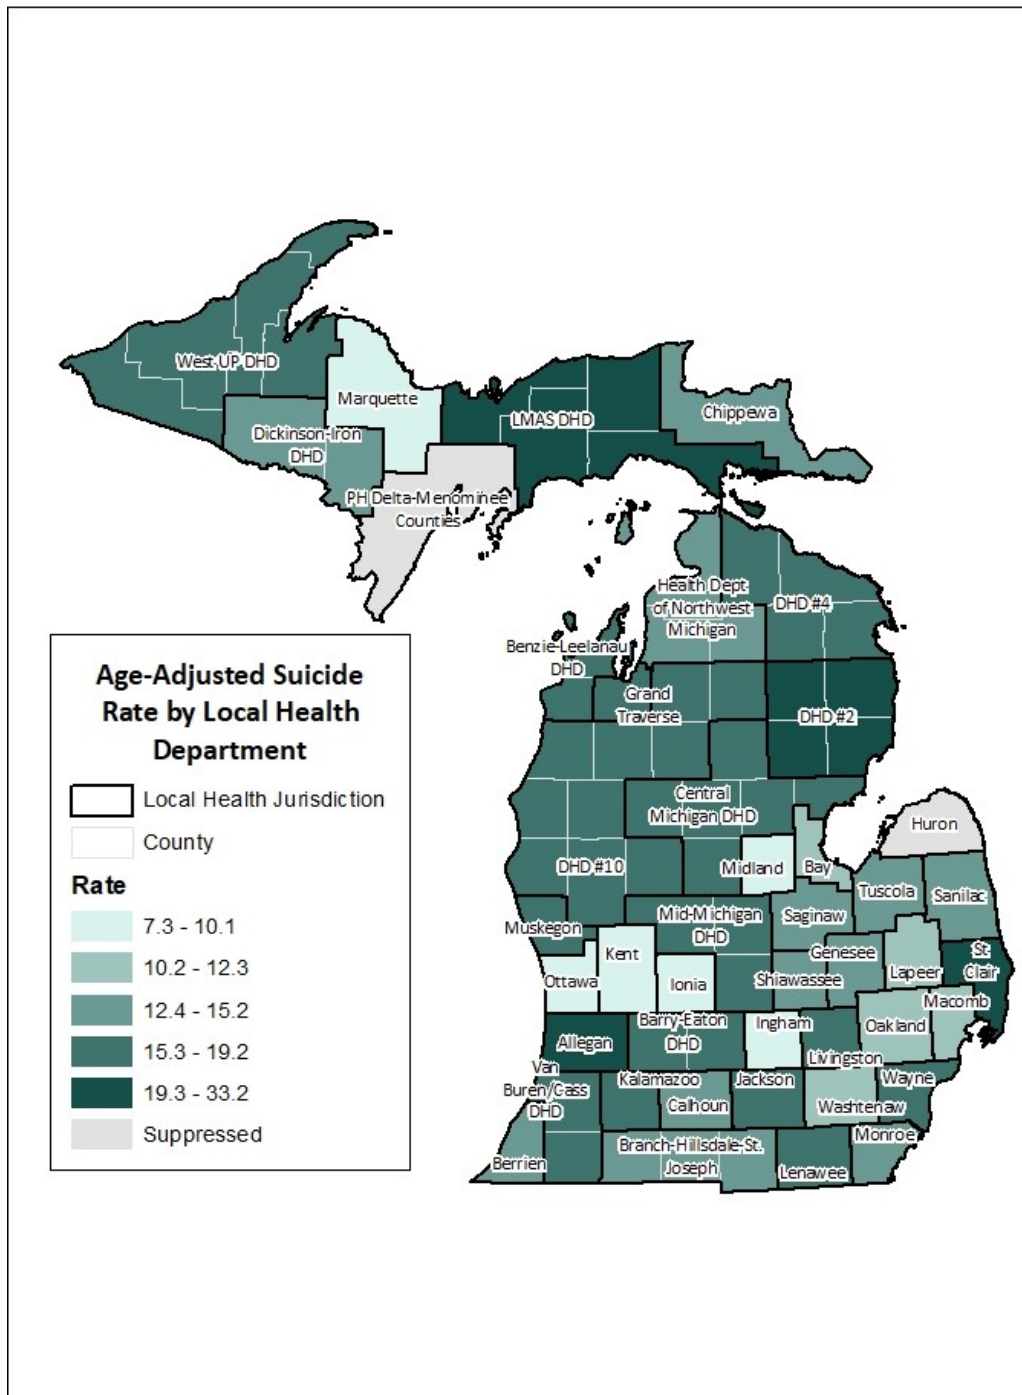 West UP DHD
Marquette
LMAS DHD
Chippewa
Dickinson-Iron
DHD
PH Delta-Menominee
Counties
Health Dept
of Northwest
Michigan
DHD #4
Benzie-Leelanau
DHD
Grand
Traverse
DHD #2
Central
Michigan DHD
Huron
DHD #10
Midland
Bay
Tuscola
Sanilac
Muskegon
Mid-Michigan
DHD
Saginaw
Kent
Genesee
St
Clair
Ottawa
Ionia
Shiawassee
Lapeer
Macomb
Allegan
Barry-Eaton
DHD
Ingham
Oakland
Livingston
Van
Buren/Cass
DHD
Kalamazoo
Calhoun
Jackson
Washtenaw
Wayne
Berrien
Branch-Hillsdale-St.
Joseph
Lenawee
Monroe
Age-Adjusted Suicide
Rate by Local Health
Department
Local Health Jurisdiction
County
Rate
7.3 - 10.1
10.2 - 12.3
12.4 - 15.2
15.3 - 19.2
19.3 - 33.2
Suppressed